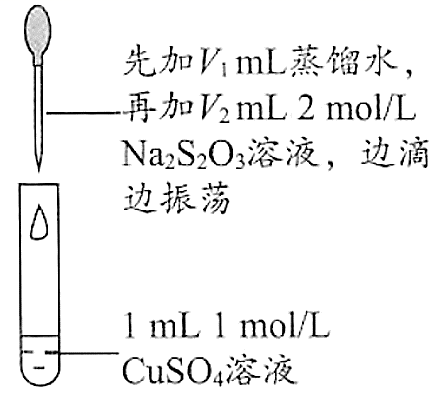 先加V₁ mL蒸馏水，
再加V₂ mL 2 mol/L
Na₂S₂O₃溶液，边滴
边振荡
1 mL 1 mol/L
CuSO₄溶液